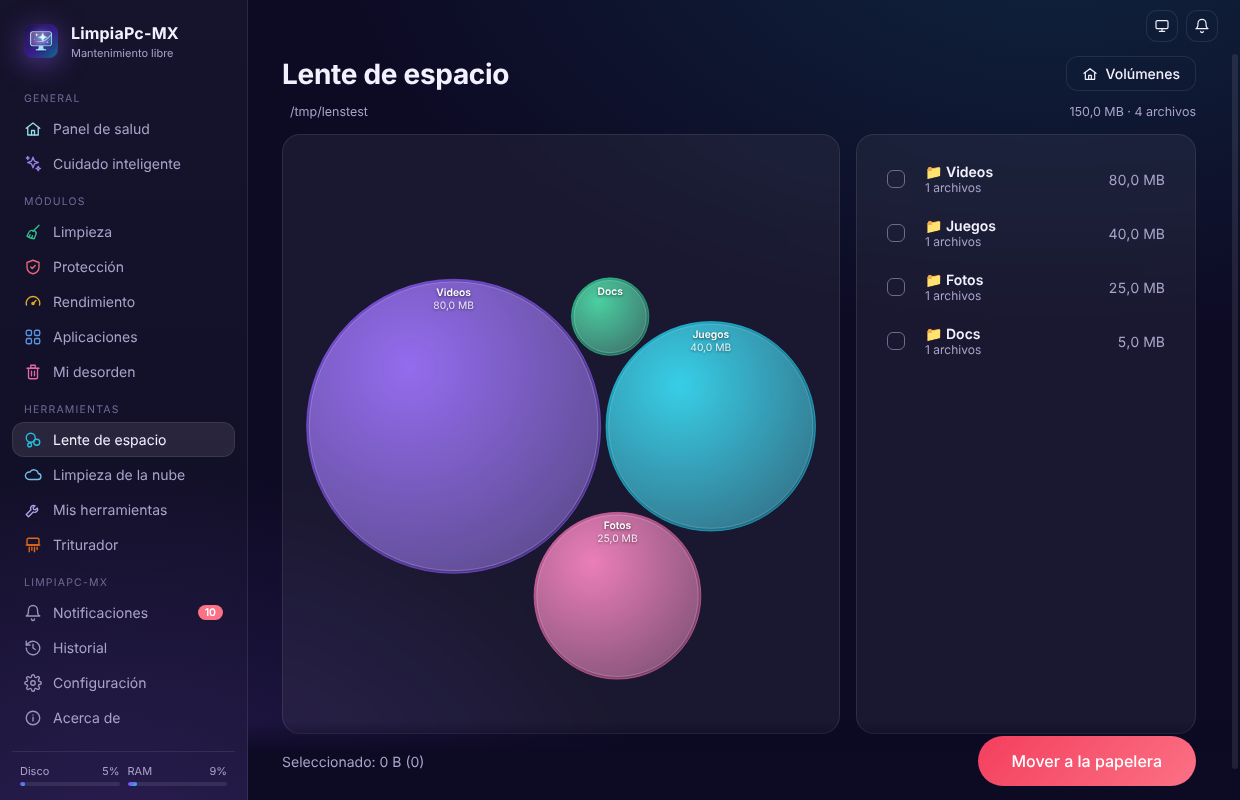 LimpiaPc-MX
Mantenimiento libre
GENERAL
Panel de salud
Cuidado inteligente
MÓDULOS
Limpieza
Protección
Rendimiento
Aplicaciones
Mi desorden
HERRAMIENTAS
Lente de espacio
Limpieza de la nube
Mis herramientas
Triturador
LIMPIAPC-MX
Notificaciones 10
Historial
Configuración
Acerca de
Disco 5% RAM 9%
Lente de espacio
Volúmenes
/tmp/lenstest
150,0 MB · 4 archivos
Videos
80,0 MB
Docs
Juegos
40,0 MB
Fotos
25,0 MB
Videos 80,0 MB
1 archivos
Juegos 40,0 MB
1 archivos
Fotos 25,0 MB
1 archivos
Docs 5,0 MB
1 archivos
Seleccionado: 0 B (0)
Mover a la papelera